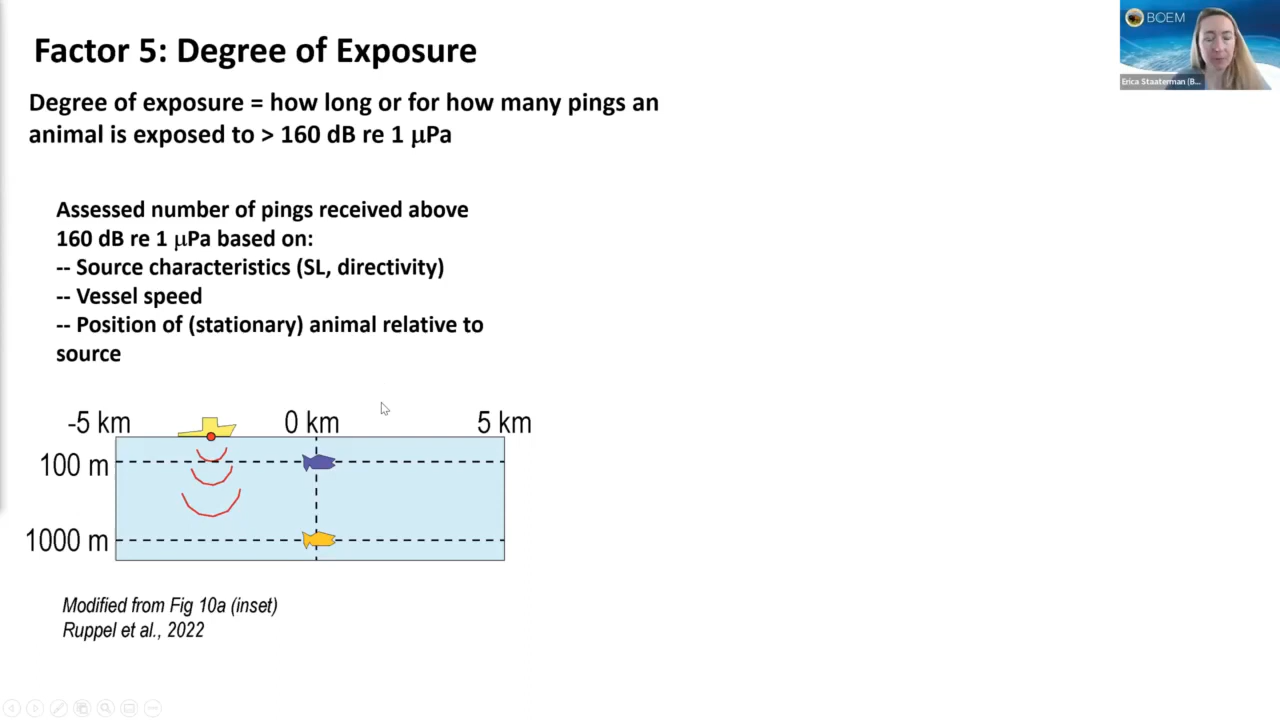 BOEM
Erica Staaterman (B...
Factor 5: Degree of Exposure
Degree of exposure = how long or for how many pings an
animal is exposed to > 160 dB re 1 μPa
Assessed number of pings received above
160 dB re 1 μPa based on:
-- Source characteristics (SL, directivity)
-- Vessel speed
-- Position of (stationary) animal relative to
source
-5 km 0 km 5 km
100 m
1000 m
Modified from Fig 10a (inset)
Ruppel et al., 2022